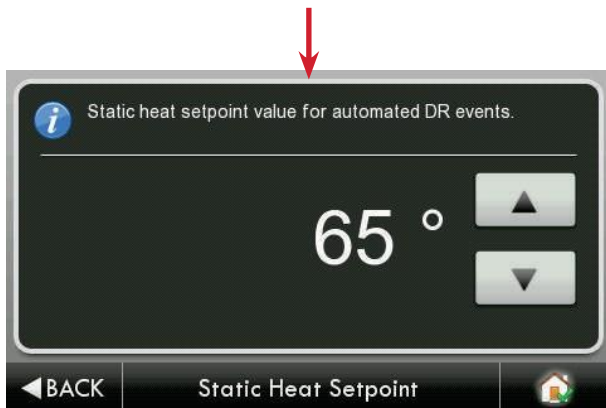 Static heat setpoint value for automated DR events.
65 °
BACK
Static Heat Setpoint